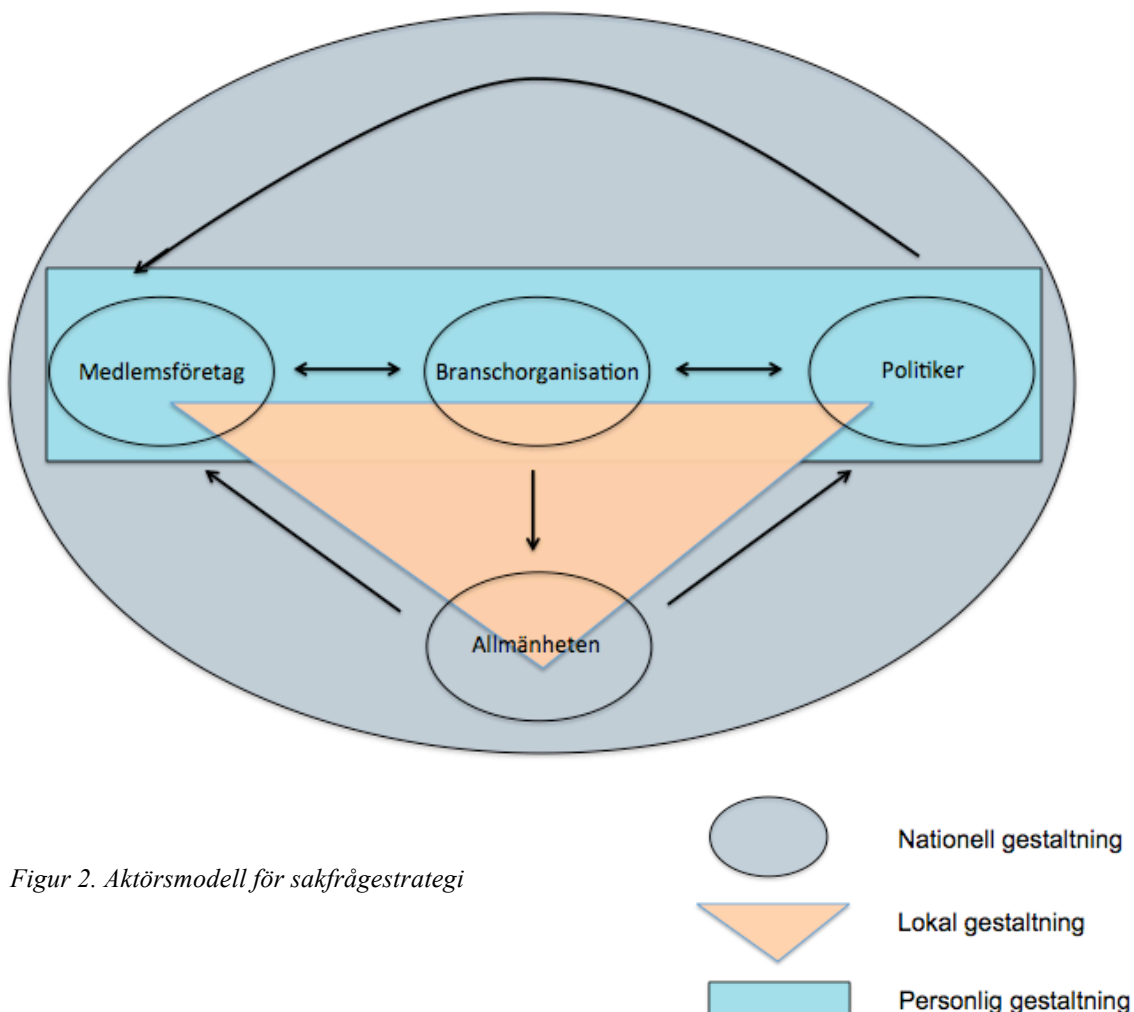 Medlemsföretag
Branschorganisation
Politiker
Allmänheten
Figur 2. Aktörsmodell för sakfrågestrategi
Nationell gestaltning
Lokal gestaltning
Personlig gestaltning